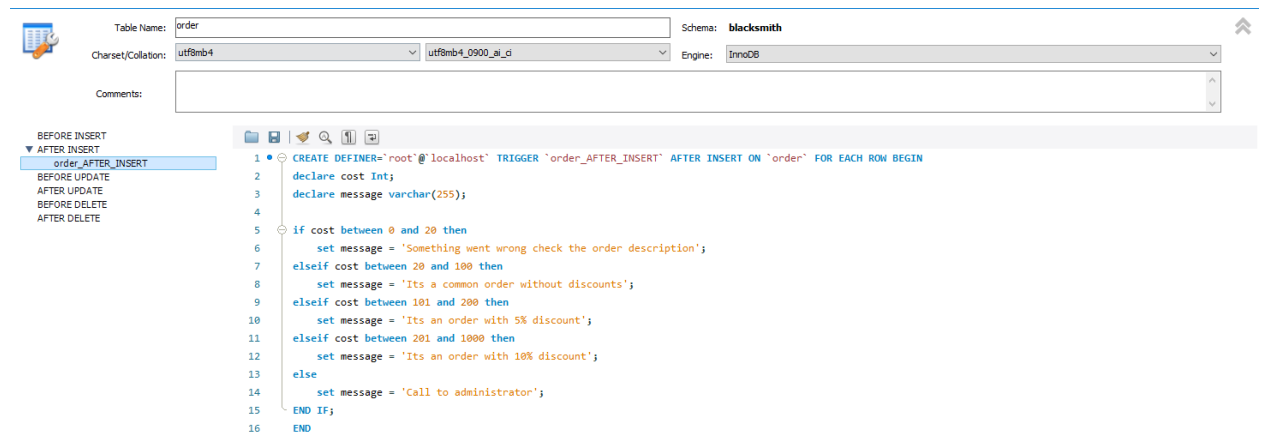 Table Name: order Schema: blacksmith
Charset/Collation: utf8mb4 utf8mb4_0900_ai_ci Engine: InnoDB
Comments:
BEFORE INSERT
AFTER INSERT
order_AFTER_INSERT
BEFORE UPDATE
AFTER UPDATE
BEFORE DELETE
AFTER DELETE
1 CREATE DEFINER=`root`@`localhost` TRIGGER `order_AFTER_INSERT` AFTER INSERT ON `order` FOR EACH ROW BEGIN
2 declare cost Int;
3 declare message varchar(255);
4
5 if cost between 0 and 20 then
6 set message = 'Something went wrong check the order description';
7 elseif cost between 20 and 100 then
8 set message = 'Its a common order without discounts';
9 elseif cost between 101 and 200 then
10 set message = 'Its an order with 5% discount';
11 elseif cost between 201 and 1000 then
12 set message = 'Its an order with 10% discount';
13 else
14 set message = 'Call to administrator';
15 END IF;
16 END